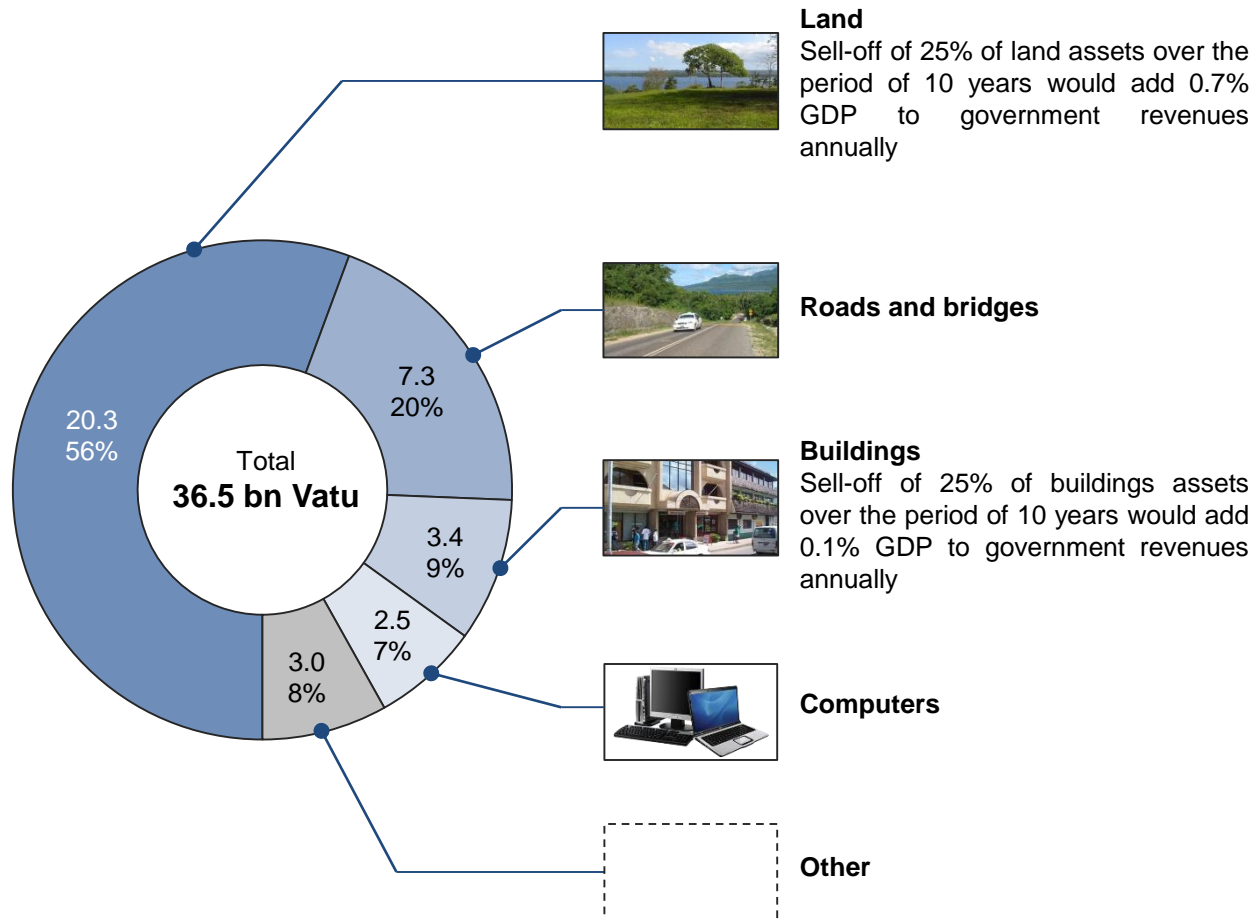 Land
Sell-off of 25% of land assets over the
period of 10 years would add 0.7%
GDP to government revenues
annually
Roads and bridges
7.3
20%
20.3
56%
Total
36.5 bn Vatu
Buildings
Sell-off of 25% of buildings assets
over the period of 10 years would add
0.1% GDP to government revenues
annually
3.4
9%
2.5
7%
3.0
8%
Computers
Other